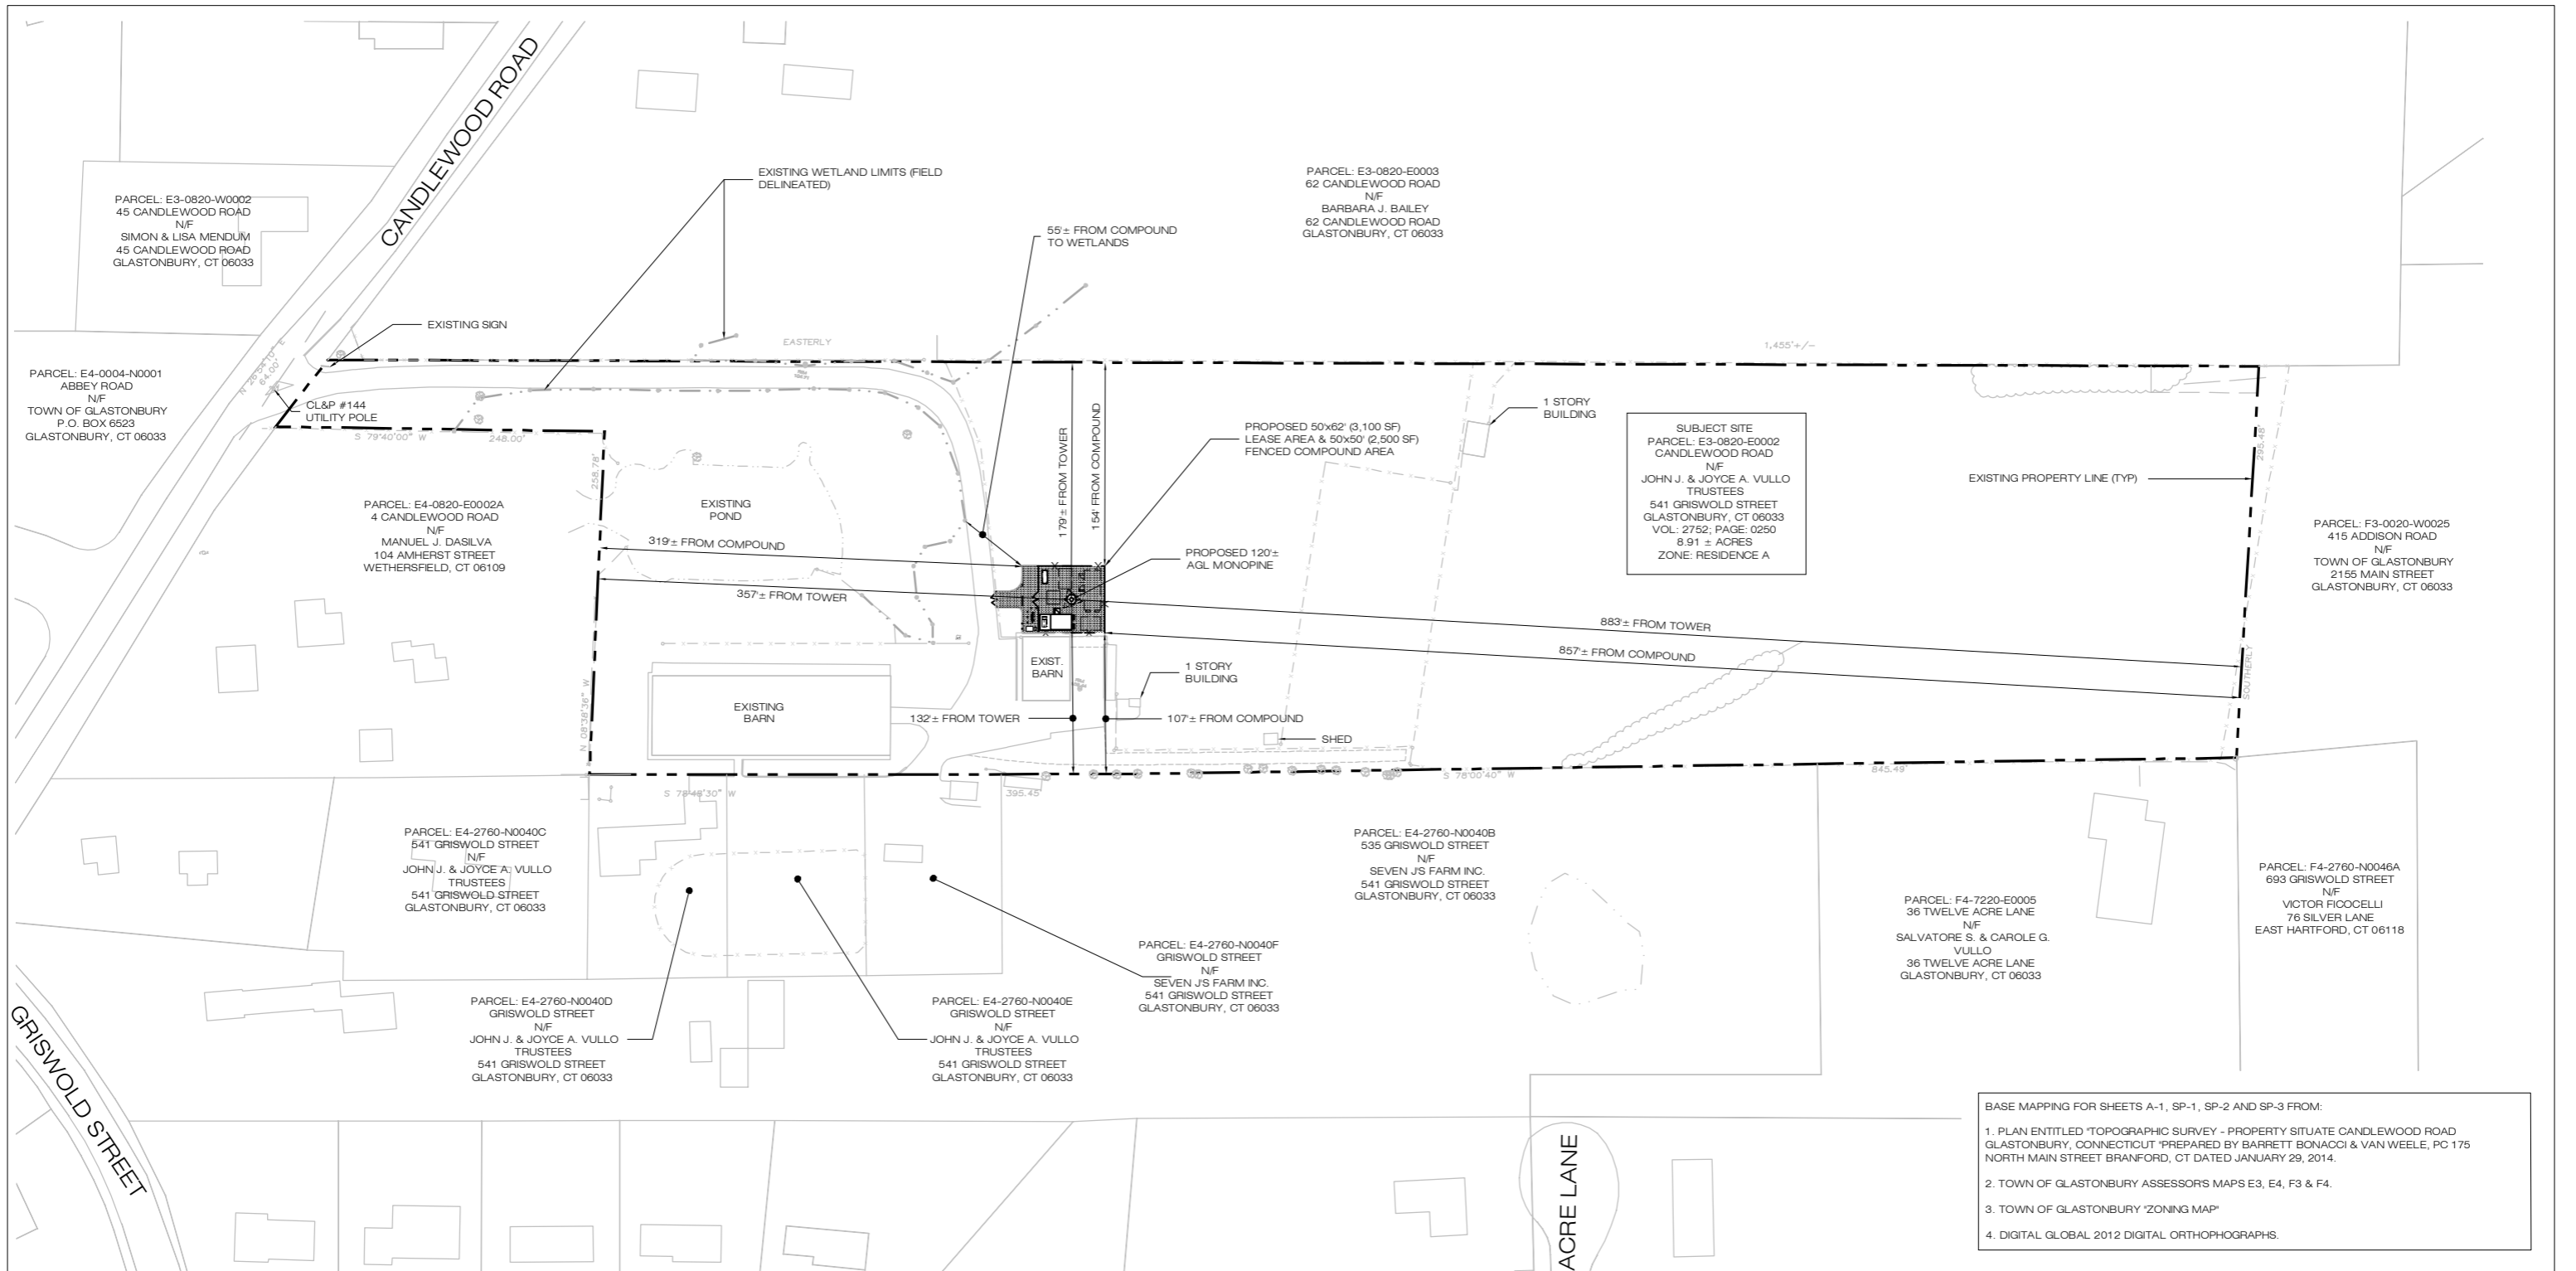 CANDLEWOOD ROAD
PARCEL: E3-0820-W0002
45 CANDLEWOOD ROAD
N/F
SIMON & LISA MENDUM
45 CANDLEWOOD ROAD
GLASTONBURY, CT 06033
EXISTING WETLAND LIMITS (FIELD
DELINEATED)
PARCEL: E3-0820-E0003
62 CANDLEWOOD ROAD
N/F
BARBARA J. BAILEY
62 CANDLEWOOD ROAD
GLASTONBURY, CT 06033
55'± FROM COMPOUND
TO WETLANDS
EXISTING SIGN
EASTERLY
1,455'+/-
PARCEL: E4-0004-N0001
ABBEY ROAD
N/F
TOWN OF GLASTONBURY
P.O. BOX 6523
GLASTONBURY, CT 06033
64.00'
CL&P #144
UTILITY POLE
S 79°40'00" W
248.00'
258.78'
N 08°38'36" W
PARCEL: E4-0820-E0002A
4 CANDLEWOOD ROAD
N/F
MANUEL J. DASILVA
104 AMHERST STREET
WETHERSFIELD, CT 06109
EXISTING
POND
319'± FROM COMPOUND
357'± FROM TOWER
179'± FROM TOWER
154' FROM COMPOUND
PROPOSED 50'x62' (3,100 SF)
LEASE AREA & 50'x50' (2,500 SF)
FENCED COMPOUND AREA
PROPOSED 120'±
AGL MONOPINE
1 STORY
BUILDING
SUBJECT SITE
PARCEL: E3-0820-E0002
CANDLEWOOD ROAD
N/F
JOHN J. & JOYCE A. VULLO
TRUSTEES
541 GRISWOLD STREET
GLASTONBURY, CT 06033
VOL: 2752; PAGE: 0250
8.91 ± ACRES
ZONE: RESIDENCE A
EXISTING PROPERTY LINE (TYP)
295.48'
SOUTHERLY
PARCEL: F3-0020-W0025
415 ADDISON ROAD
N/F
TOWN OF GLASTONBURY
2155 MAIN STREET
GLASTONBURY, CT 06033
883'± FROM TOWER
857'± FROM COMPOUND
EXIST.
BARN
1 STORY
BUILDING
EXISTING
BARN
132'± FROM TOWER
107'± FROM COMPOUND
SHED
S 78°48'30" W
395.45'
S 78°00'40" W
845.49'
PARCEL: E4-2760-N0040C
541 GRISWOLD STREET
N/F
JOHN J. & JOYCE A. VULLO
TRUSTEES
541 GRISWOLD STREET
GLASTONBURY, CT 06033
PARCEL: E4-2760-N0040B
535 GRISWOLD STREET
N/F
SEVEN J'S FARM INC.
541 GRISWOLD STREET
GLASTONBURY, CT 06033
PARCEL: F4-2760-N0046A
693 GRISWOLD STREET
N/F
VICTOR FICOCELLI
76 SILVER LANE
EAST HARTFORD, CT 06118
PARCEL: F4-7220-E0005
36 TWELVE ACRE LANE
N/F
SALVATORE S. & CAROLE G.
VULLO
36 TWELVE ACRE LANE
GLASTONBURY, CT 06033
PARCEL: E4-2760-N0040F
GRISWOLD STREET
N/F
SEVEN J'S FARM INC.
541 GRISWOLD STREET
GLASTONBURY, CT 06033
PARCEL: E4-2760-N0040D
GRISWOLD STREET
N/F
JOHN J. & JOYCE A. VULLO
TRUSTEES
541 GRISWOLD STREET
GLASTONBURY, CT 06033
PARCEL: E4-2760-N0040E
GRISWOLD STREET
N/F
JOHN J. & JOYCE A. VULLO
TRUSTEES
541 GRISWOLD STREET
GLASTONBURY, CT 06033
GRISWOLD STREET
ACRE LANE
BASE MAPPING FOR SHEETS A-1, SP-1, SP-2 AND SP-3 FROM:
1. PLAN ENTITLED "TOPOGRAPHIC SURVEY - PROPERTY SITUATE CANDLEWOOD ROAD
GLASTONBURY, CONNECTICUT "PREPARED BY BARRETT BONACCI & VAN WEELE, PC 175
NORTH MAIN STREET BRANFORD, CT DATED JANUARY 29, 2014.
2. TOWN OF GLASTONBURY ASSESSOR'S MAPS E3, E4, F3 & F4.
3. TOWN OF GLASTONBURY "ZONING MAP"
4. DIGITAL GLOBAL 2012 DIGITAL ORTHOPHOGRAPHS.